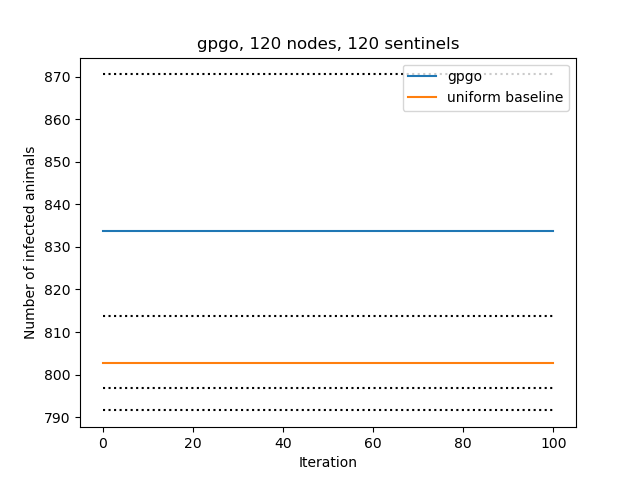 gpgo, 120 nodes, 120 sentinels
gpgo
uniform baseline
Number of infected animals
870
860
850
840
830
820
810
800
790
0 20 40 60 80 100
Iteration